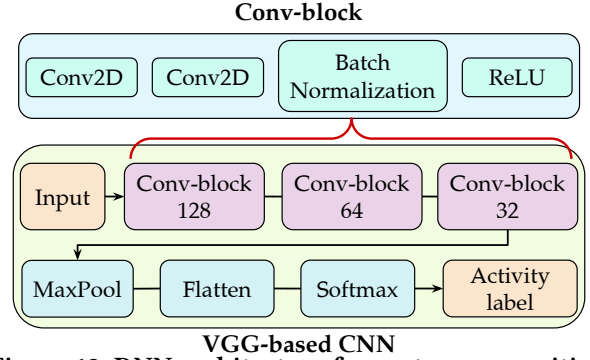 Conv-block
Conv2D
Conv2D
Batch
Normalization
ReLU
Input
Conv-block
128
Conv-block
64
Conv-block
32
MaxPool
Flatten
Softmax
Activity
label
VGG-based CNN